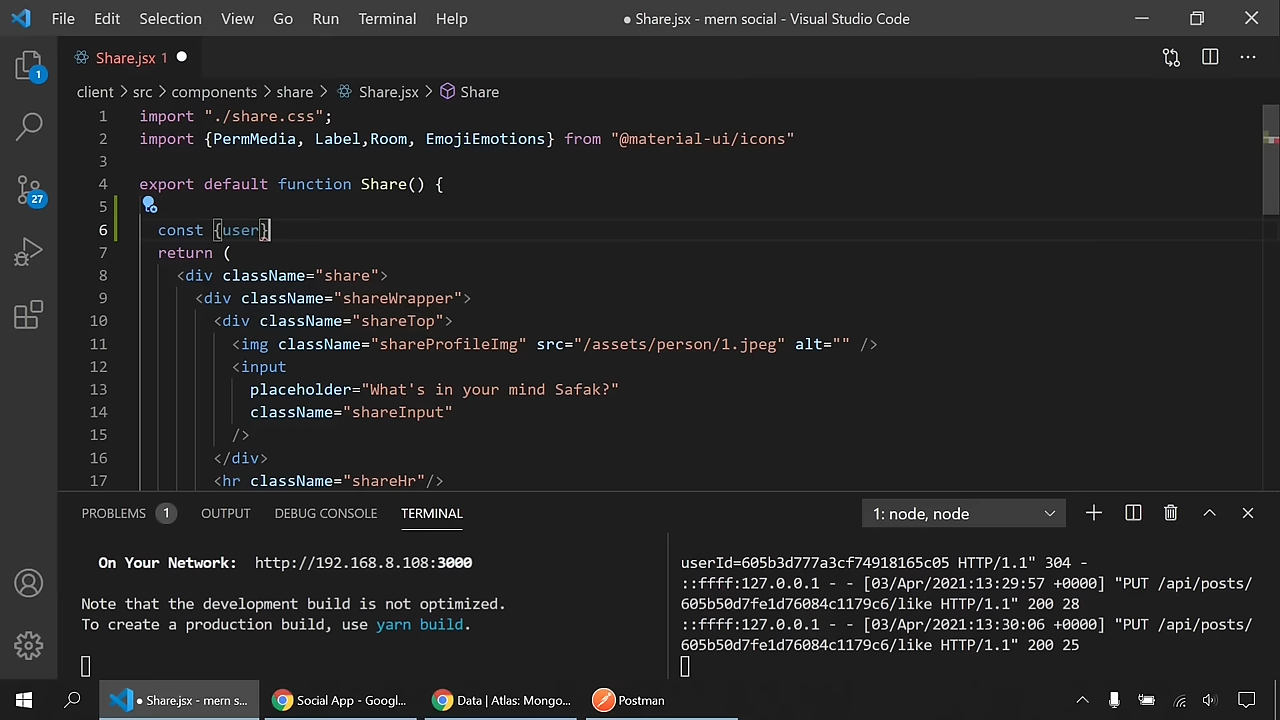 File Edit Selection View Go Run Terminal Help
● Share.jsx - mern social - Visual Studio Code
Share.jsx 1
client > src > components > share > Share.jsx > Share
1 import "./share.css";
2 import {PermMedia, Label,Room, EmojiEmotions} from "@material-ui/icons"
3
4 export default function Share() {
5
6 const {user}
7 return (
8 <div className="share">
9 <div className="shareWrapper">
10 <div className="shareTop">
11 <img className="shareProfileImg" src="/assets/person/1.jpeg" alt="" />
12 <input
13 placeholder="What's in your mind Safak?"
14 className="shareInput"
15 />
16 </div>
17 <hr className="shareHr"/>
1
27
PROBLEMS 1 OUTPUT DEBUG CONSOLE TERMINAL
1: node, node
On Your Network: http://192.168.8.108:3000
Note that the development build is not optimized.
To create a production build, use yarn build.
userId=605b3d777a3cf74918165c05 HTTP/1.1" 304 -
::ffff:127.0.0.1 - - [03/Apr/2021:13:29:57 +0000] "PUT /api/posts/
605b50d7fe1d76084c1179c6/like HTTP/1.1" 200 28
::ffff:127.0.0.1 - - [03/Apr/2021:13:30:06 +0000] "PUT /api/posts/
605b50d7fe1d76084c1179c6/like HTTP/1.1" 200 25
● Share.jsx - mern s...
Social App - Googl...
Data | Atlas: Mongo...
Postman